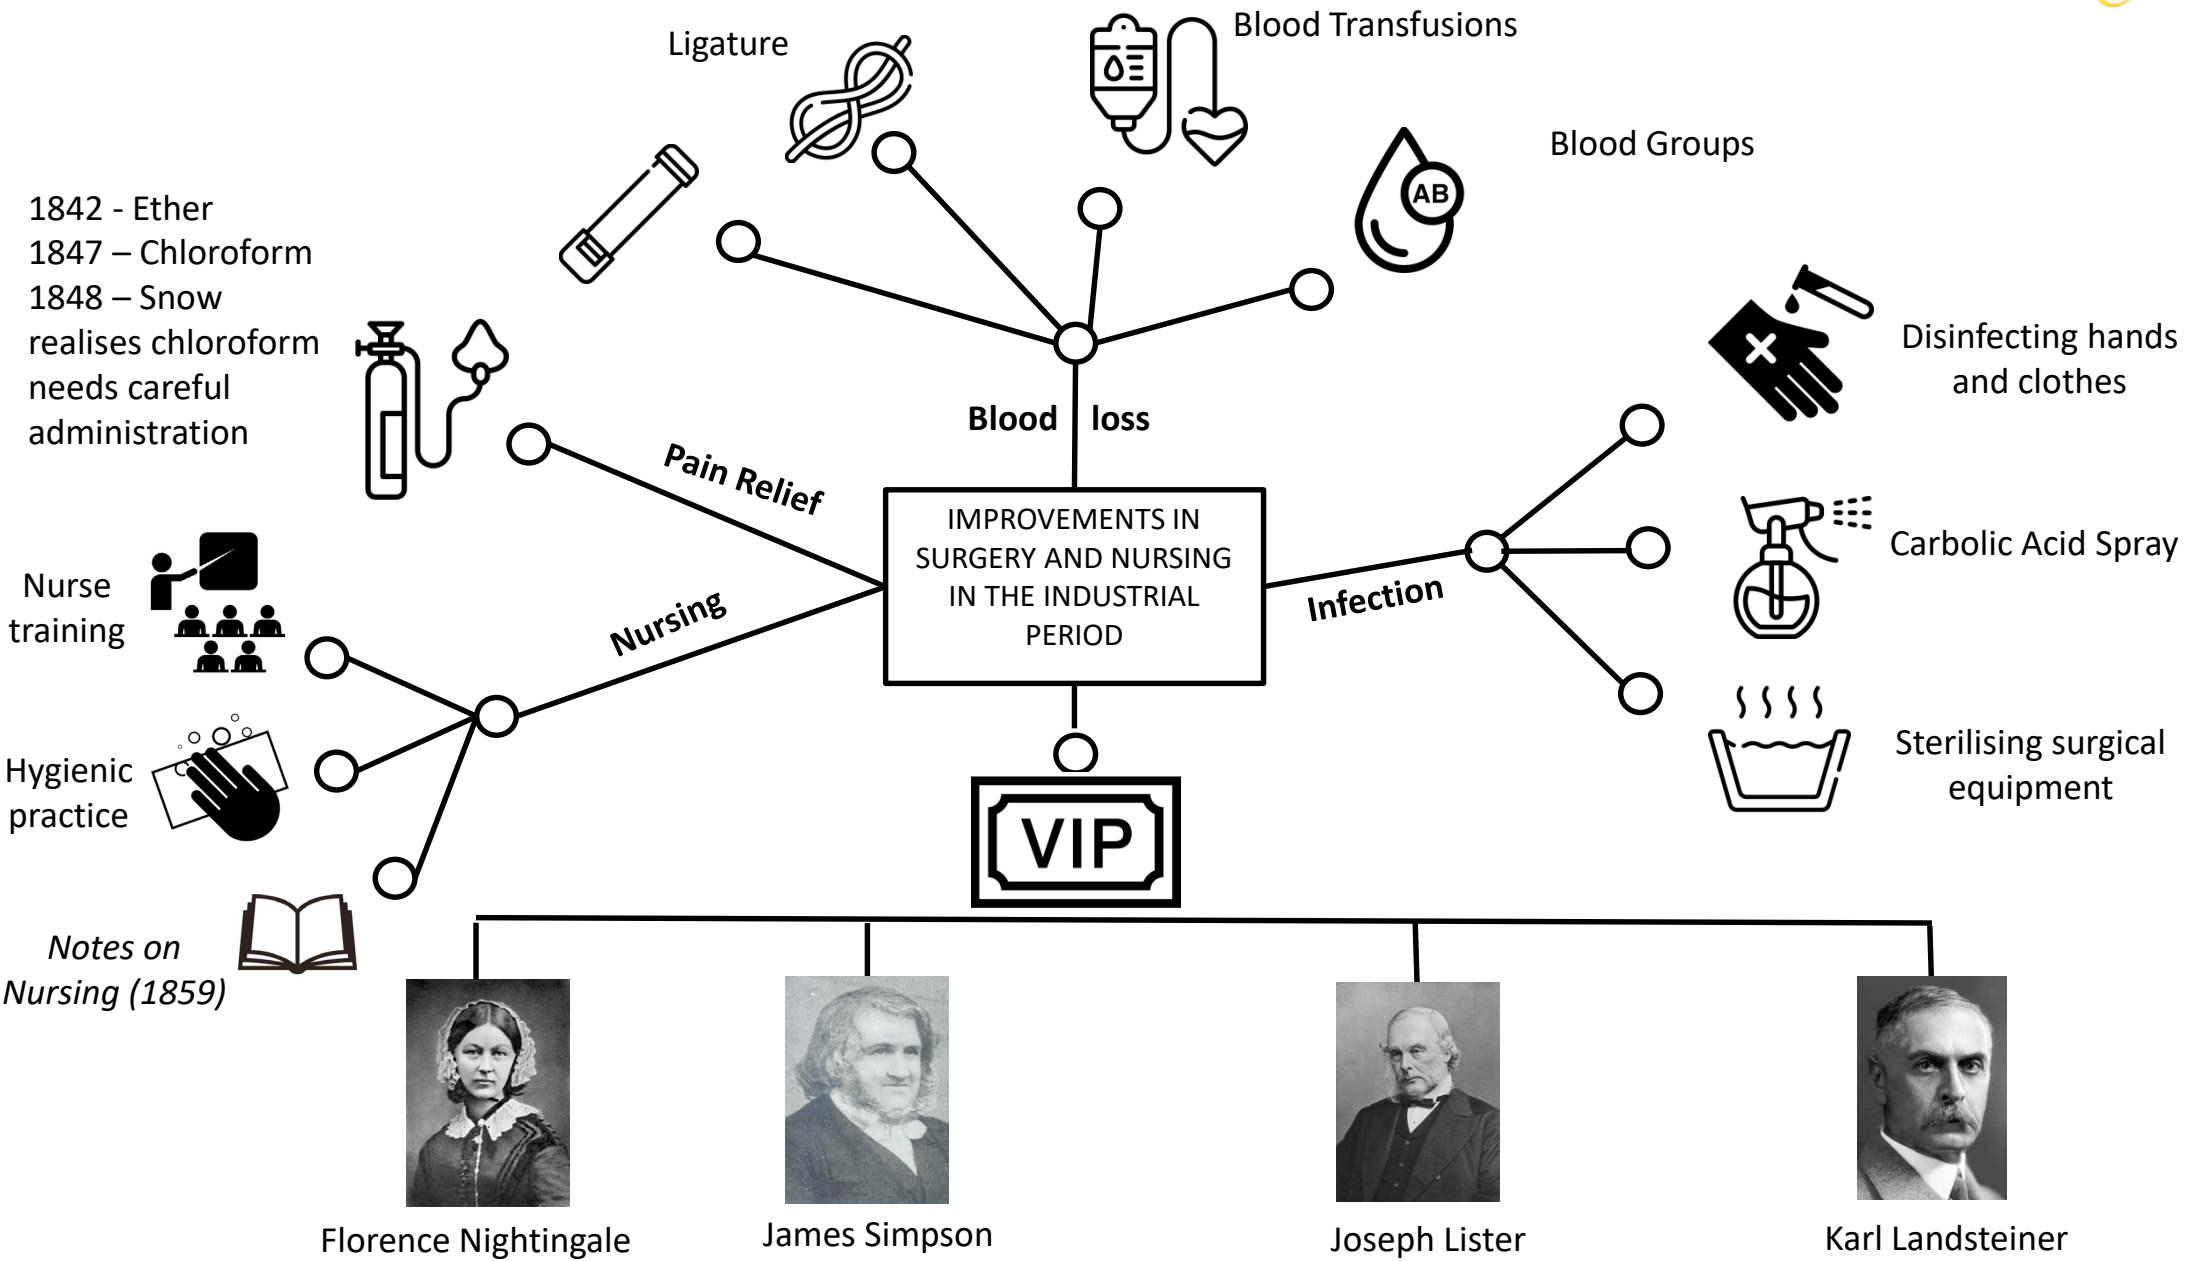 Ligature
Blood Transfusions
Blood Groups
AB
1842 - Ether
1847 – Chloroform
1848 – Snow
realises chloroform
needs careful
administration
Blood loss
Pain Relief
Disinfecting hands
and clothes
IMPROVEMENTS IN
SURGERY AND NURSING
IN THE INDUSTRIAL
PERIOD
Infection
Carbolic Acid Spray
Nursing
Nurse
training
Sterilising surgical
equipment
Hygienic
practice
VIP
Notes on
Nursing (1859)
Florence Nightingale
James Simpson
Joseph Lister
Karl Landsteiner